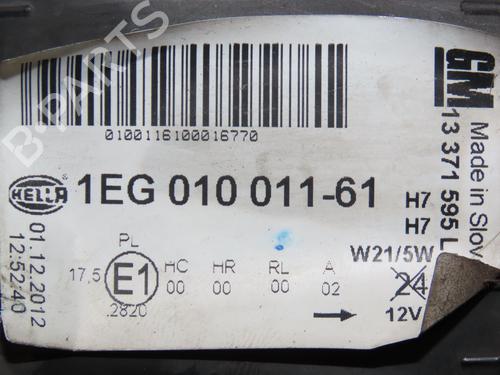 B-PARTS
0100116100016770
GM
13 371 595 L
Made in
HELLA
1EG 010 011-61
H7
H7
01.12.2012
12:52:40
PL
17,5
E1
.2820
HC
00
HR
00
RL
00
A
02
W21/5W
24
12V